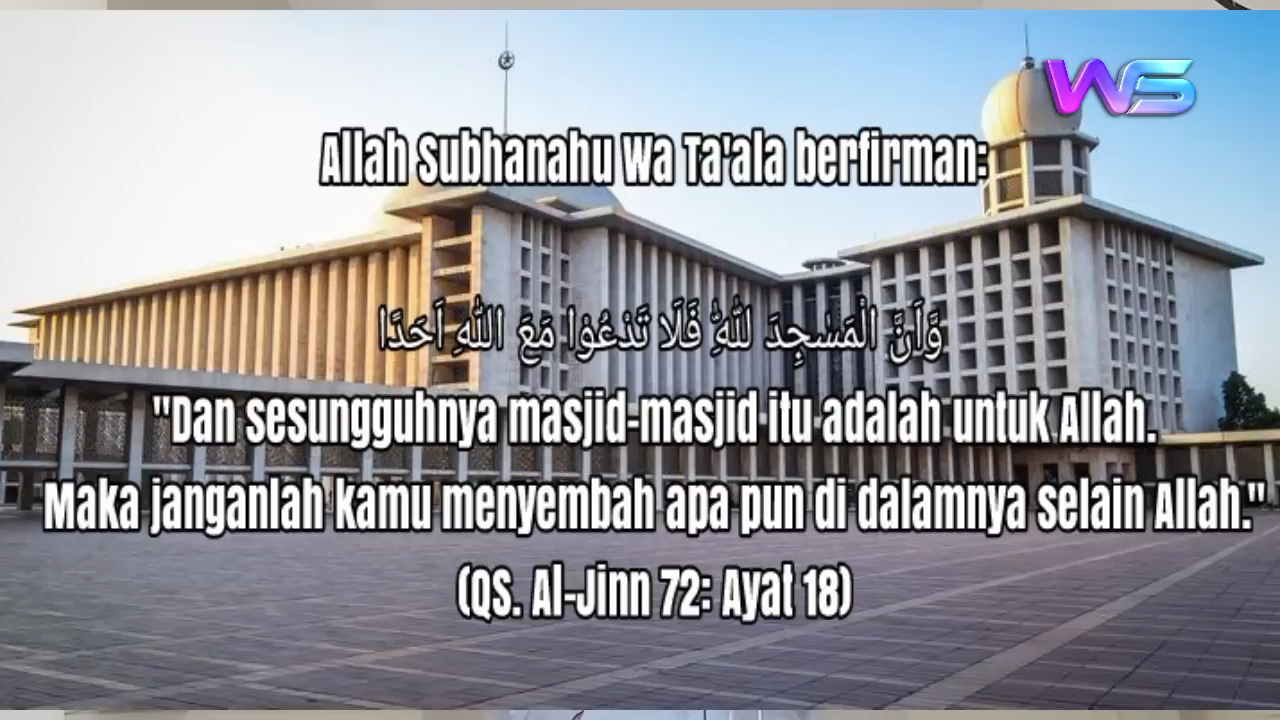 WS
Allah Subhanahu Wa Ta'ala berfirman:
وَّاَنَّ الْمَسٰجِدَ لِلّٰهِ فَلَا تَدْعُوْا مَعَ اللّٰهِ اَحَدًا
"Dan sesungguhnya masjid-masjid itu adalah untuk Allah.
Maka janganlah kamu menyembah apa pun di dalamnya selain Allah."
(QS. Al-Jinn 72: Ayat 18)